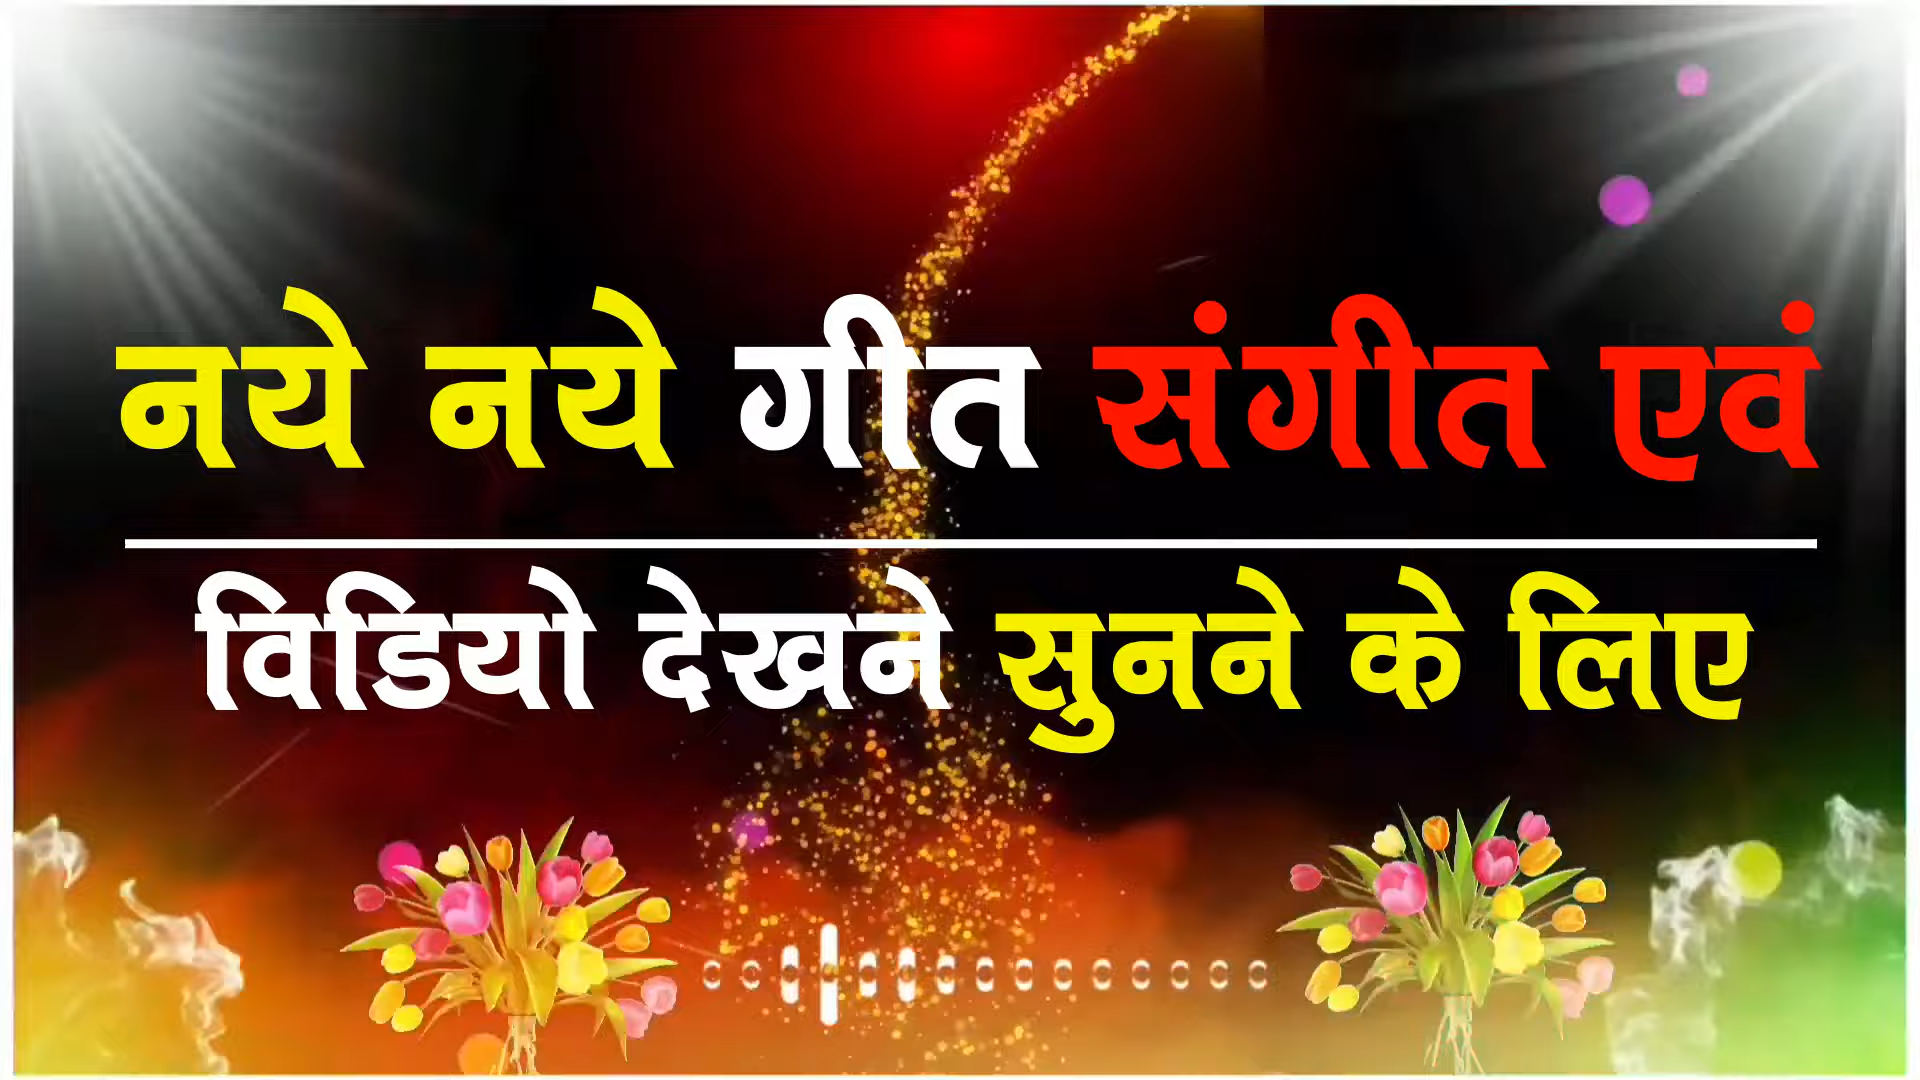 नये नये गीत संगीत एवं
विडियो देखने सुनने के लिए